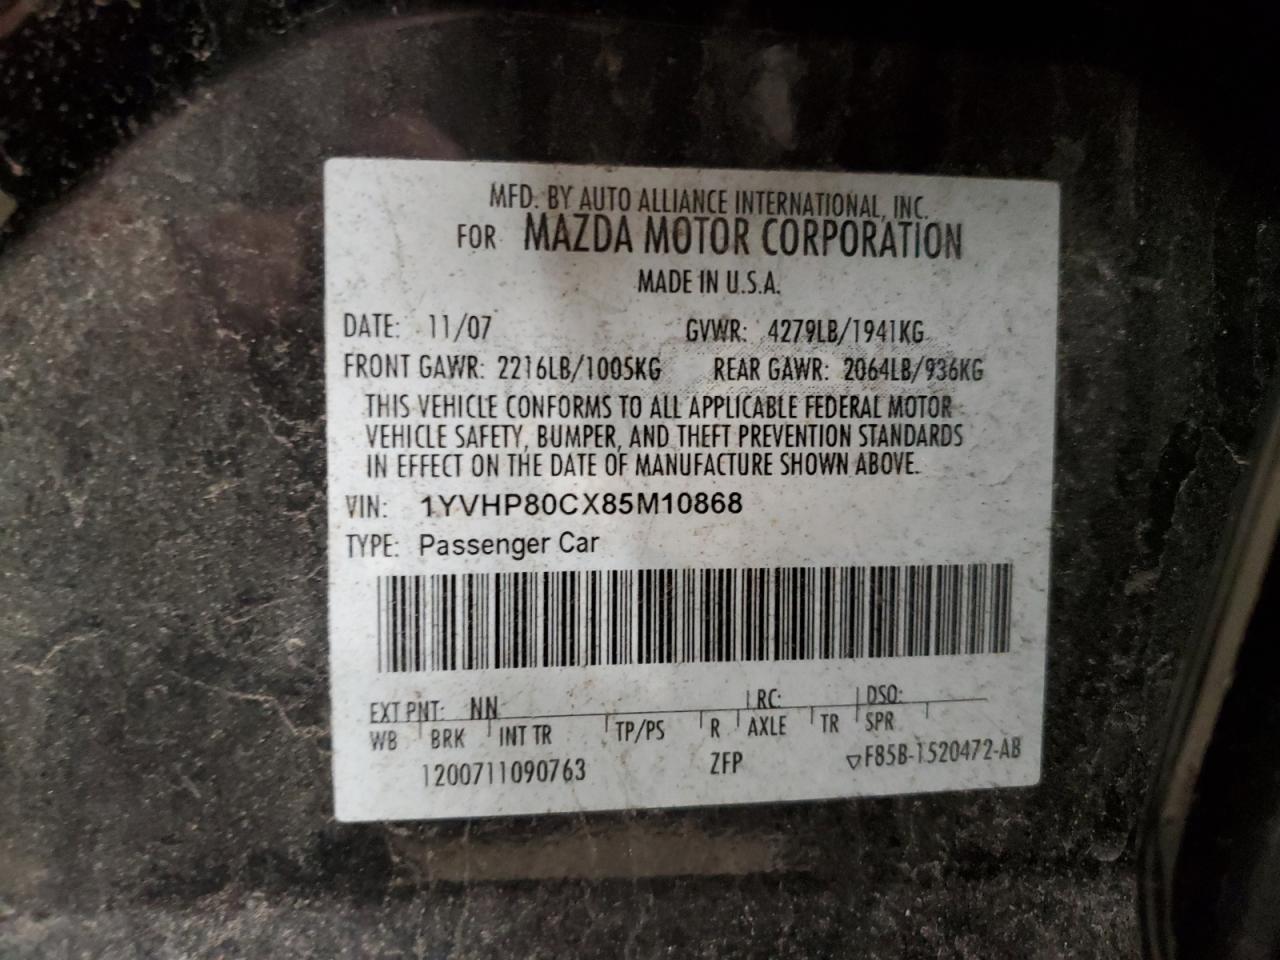 MFD. BY AUTO ALLIANCE INTERNATIONAL, INC.
FOR MAZDA MOTOR CORPORATION
MADE IN U.S.A.
DATE: 11/07 GVWR: 4279LB/1941KG
FRONT GAWR: 2216LB/1005KG REAR GAWR: 2064LB/936KG
THIS VEHICLE CONFORMS TO ALL APPLICABLE FEDERAL MOTOR
VEHICLE SAFETY, BUMPER, AND THEFT PREVENTION STANDARDS
IN EFFECT ON THE DATE OF MANUFACTURE SHOWN ABOVE.
VIN: 1YVHP80CX85M10868
TYPE: Passenger Car
EXT PNT: NN RC: DSO:
WB BRK INT TR TP/PS R AXLE TR SPR
1200711090763 ZFP ▽F85B-1520472-AB